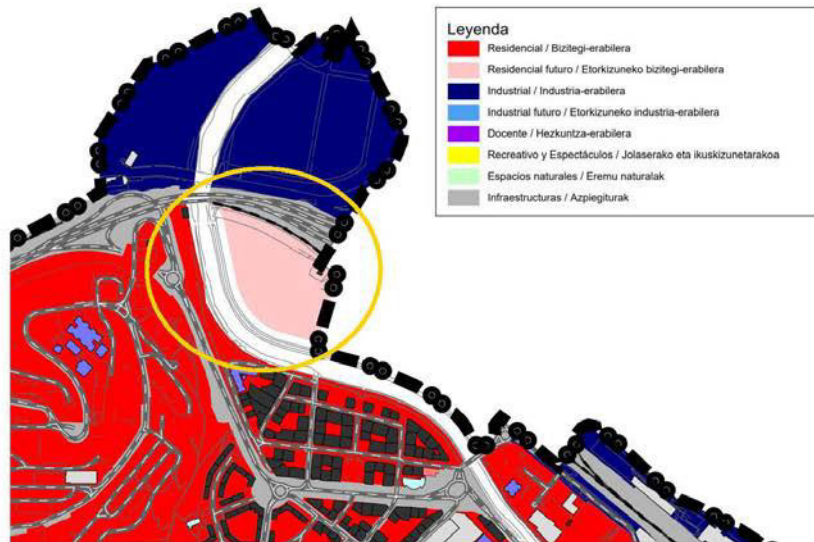 Leyenda
Residencial / Bizitegi-erabilera
Residencial futuro / Etorkizuneko bizitegi-erabilera
Industrial / Industria-erabilera
Industrial futuro / Etorkizuneko industria-erabilera
Docente / Hezkuntza-erabilera
Recreativo y Espectáculos / Jolaserako eta ikuskizunetarakoa
Espacios naturales / Eremu naturalak
Infraestructuras / Azpiegiturak